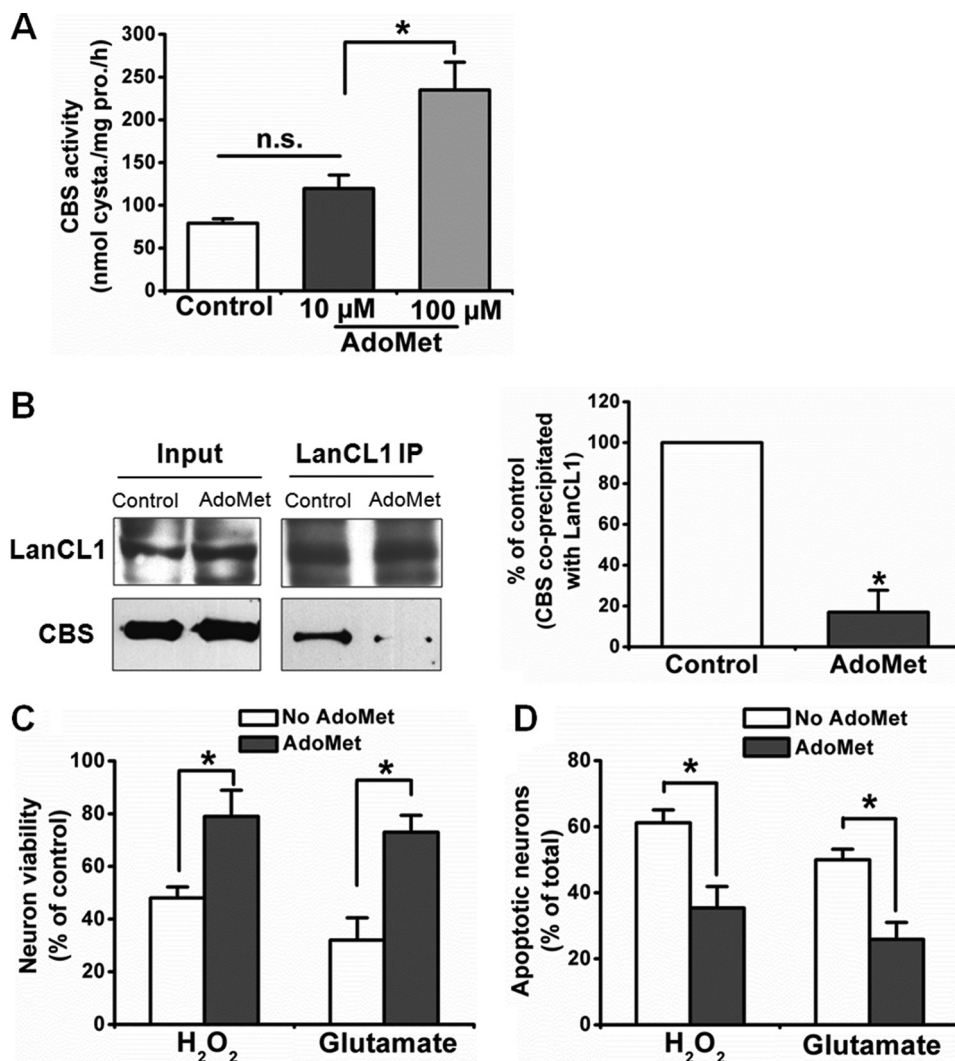 A
CBS activity
(nmol cysta./mg pro./h)
300
250
200
150
100
50
0
n.s.
*
Control
10 µM
100 µM
AdoMet
B
Input
LanCL1 IP
Control
AdoMet
Control
AdoMet
LanCL1
CBS
% of control
(CBS co-precipitated
with LanCL1)
120
100
80
60
40
20
0
*
Control
AdoMet
C
No AdoMet
AdoMet
Neuron viability
(% of control)
100
80
60
40
20
0
*
*
H₂O₂
Glutamate
D
No AdoMet
AdoMet
Apoptotic neurons
(% of total)
80
60
40
20
0
*
*
H₂O₂
Glutamate